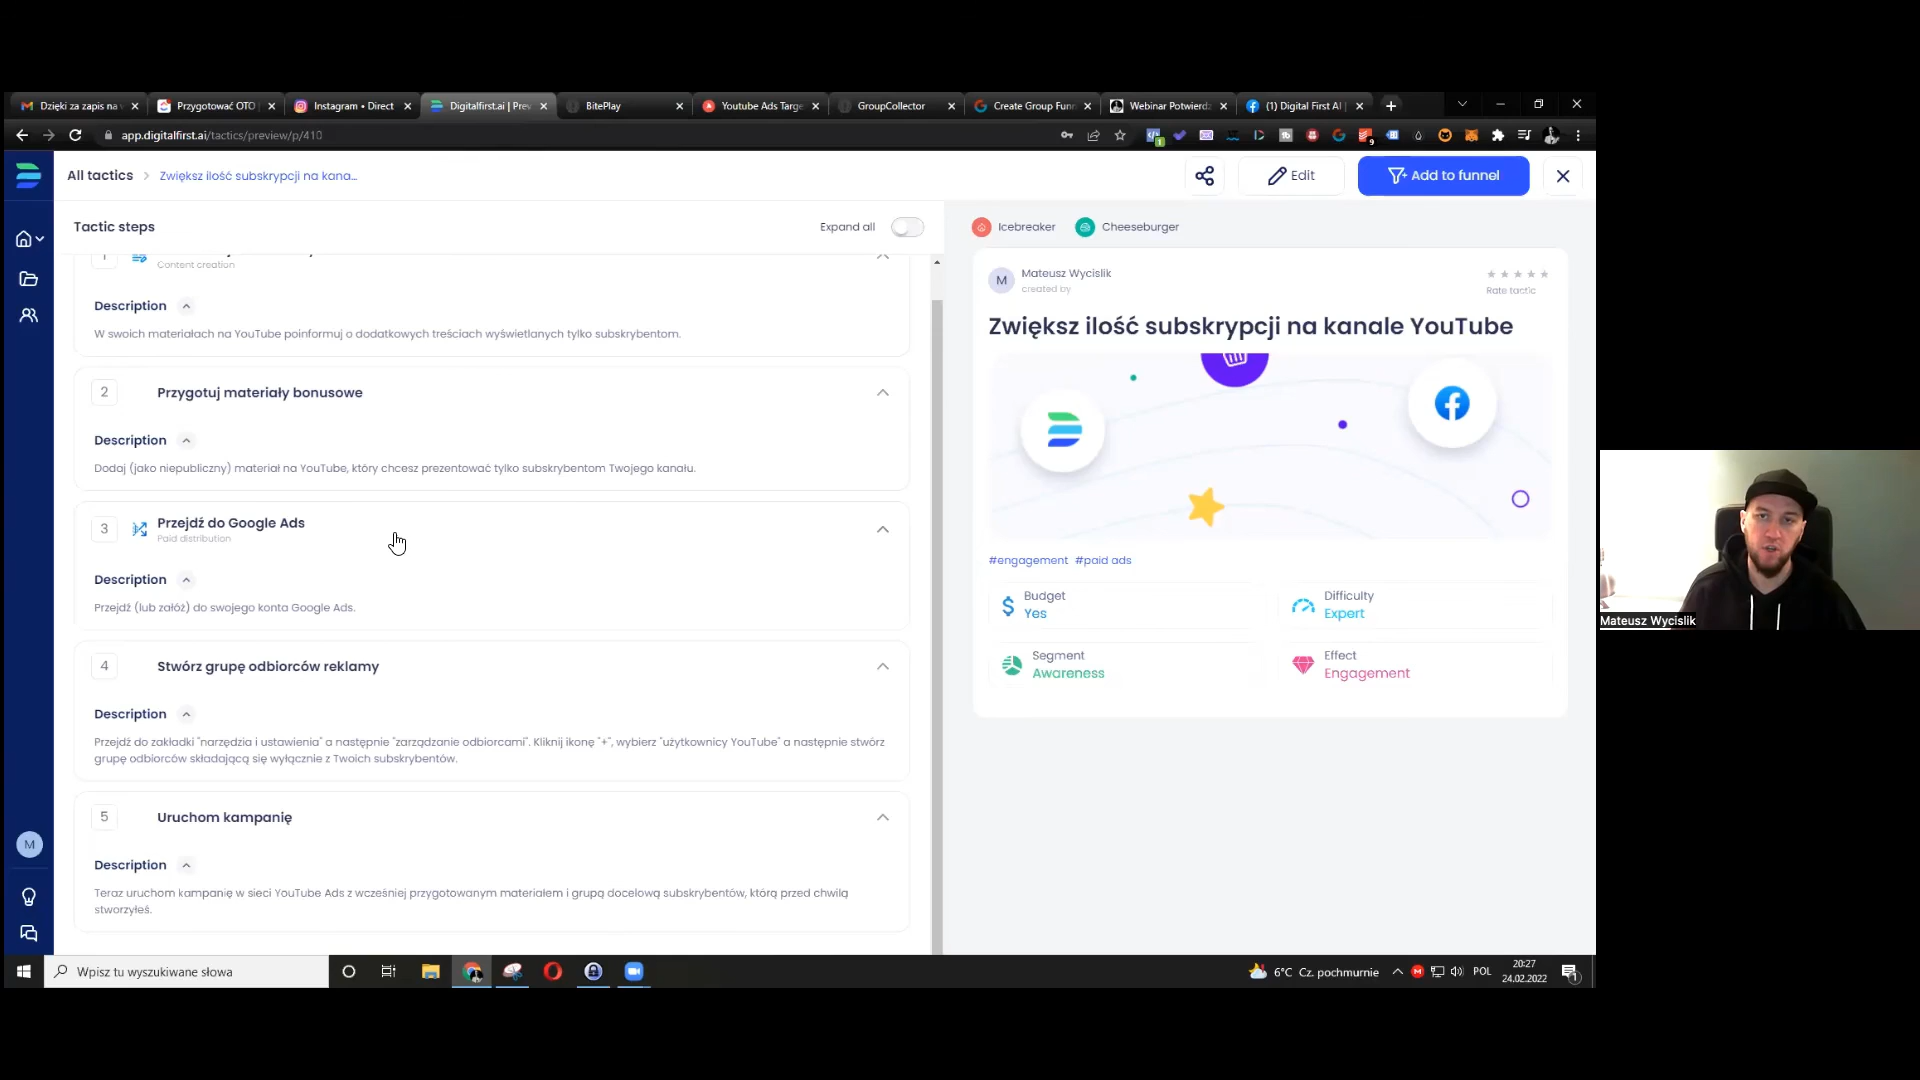 Dzięki za zapis na
Przygotować OTO
Instagram • Direct
Digitalfirst.ai | Prev
BitePlay
Youtube Ads Targe
GroupCollector
Create Group Funn
Webinar Potwierdz
(1) Digital First AI |
app.digitalfirst.ai/tactics/preview/p/410
All tactics > Zwiększ ilość subskrypcji na kana...
Edit
Add to funnel
Tactic steps
Expand all
1
Content creation
Description
W swoich materiałach na YouTube poinformuj o dodatkowych treściach wyświetlanych tylko subskrybentom.
2 Przygotuj materiały bonusowe
Description
Dodaj (jako niepubliczny) materiał na YouTube, który chcesz prezentować tylko subskrybentom Twojego kanału.
3 Przejdź do Google Ads
Paid distribution
Description
Przejdź (lub załóż) do swojego konta Google Ads.
4 Stwórz grupę odbiorców reklamy
Description
Przejdź do zakładki "narzędzia i ustawienia" a następnie "zarządzanie odbiorcami". Kliknij ikonę "+", wybierz "użytkownicy YouTube" a następnie stwórz
grupę odbiorców składającą się wyłącznie z Twoich subskrybentów.
5 Uruchom kampanię
Description
Teraz uruchom kampanię w sieci YouTube Ads z wcześniej przygotowanym materiałem i grupą docelową subskrybentów, którą przed chwilą
stworzyłeś.
Icebreaker
Cheeseburger
M
Mateusz Wycislik
created by
Rate tactic
Zwiększ ilość subskrypcji na kanale YouTube
#engagement #paid ads
Budget
Yes
Difficulty
Expert
Segment
Awareness
Effect
Engagement
M
Mateusz Wycislik
Wpisz tu wyszukiwane słowa
6°C Cz. pochmurnie
POL
20:27
24.02.2022
1